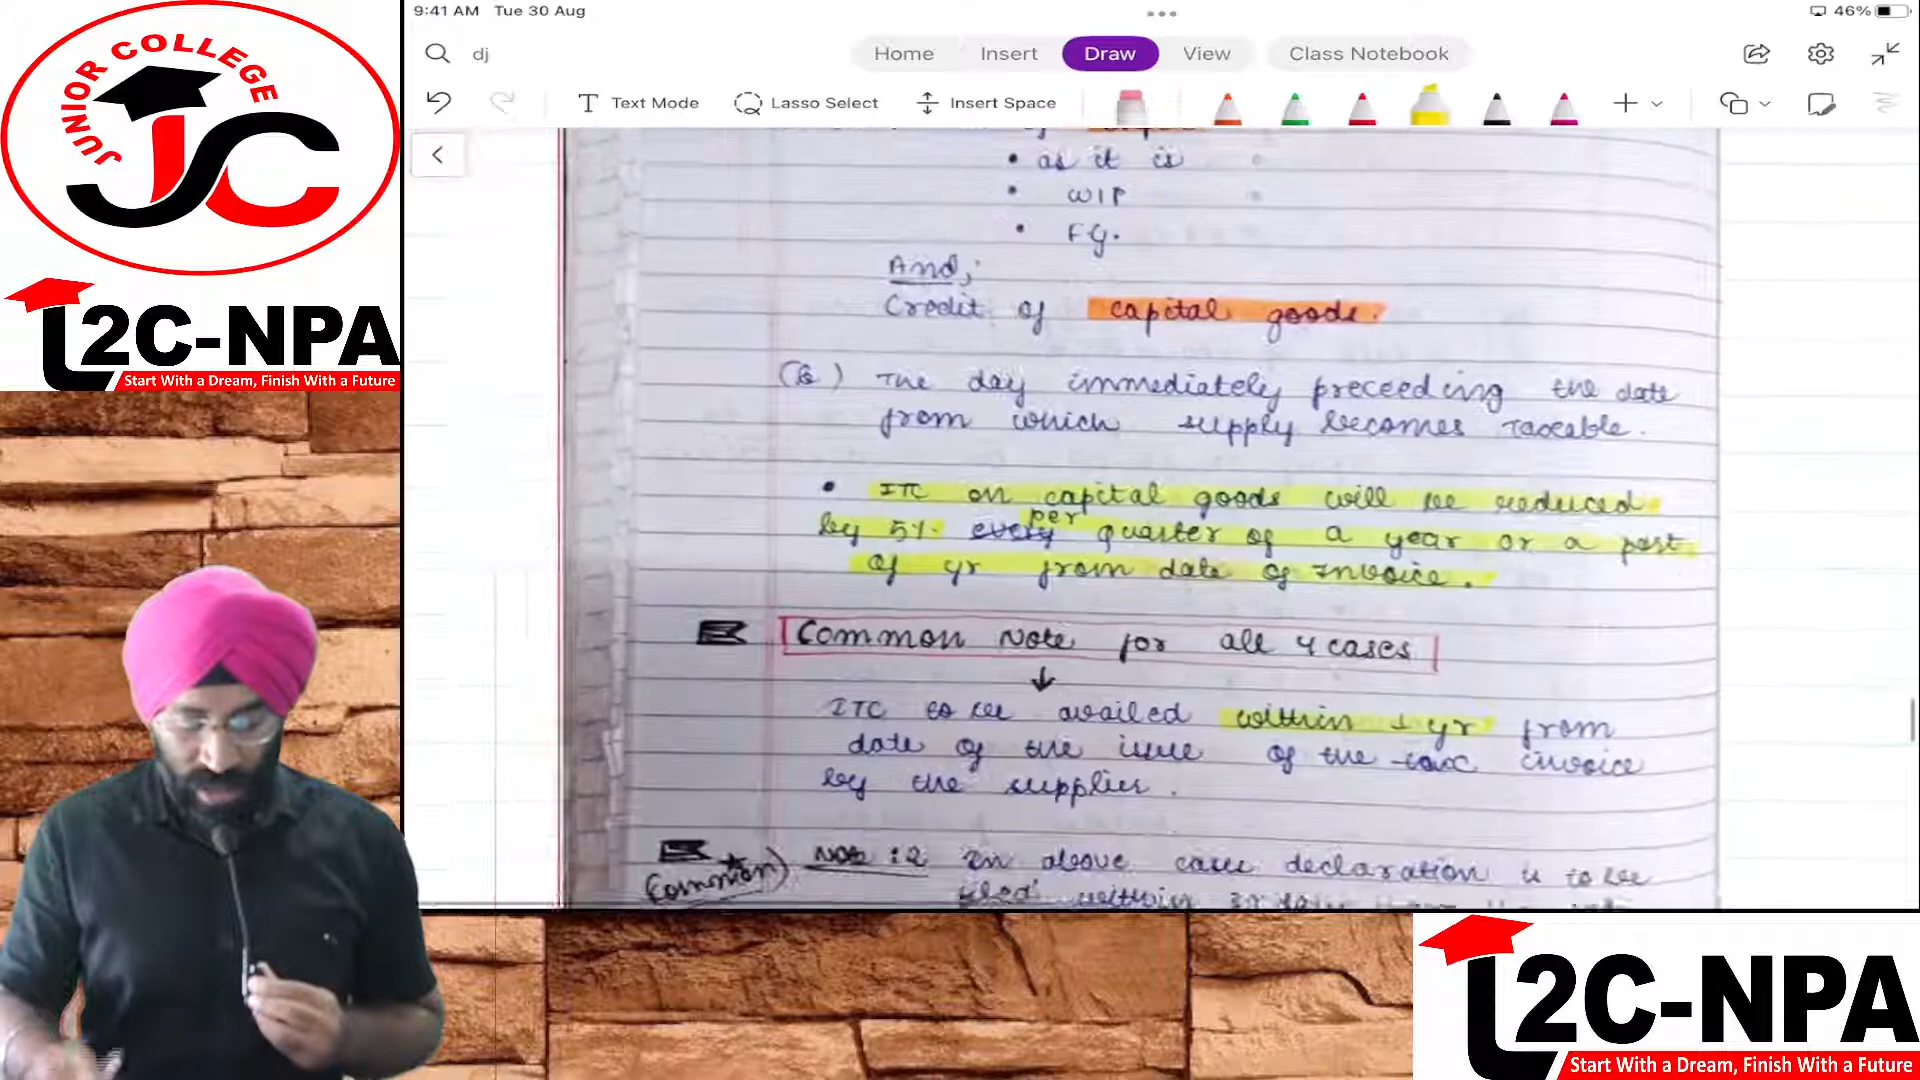 9:41 AM Tue 30 Aug
46%
JUNIOR COLLEGE
JC
L2C-NPA
Start With a Dream, Finish With a Future
dj
Home Insert Draw View Class Notebook
Text Mode Lasso Select Insert Space
• as it is
• WIP
• FG.
And;
Credit of capital goods.
(B) The day immediately preceeding the date
from which supply becomes taxable.
• ITC on capital goods will be reduced
by 5% every per quarter of a year or a part
of yr from date of Invoice.
Common Note for all 4 cases
↓
ITC to be availed within 1 yr from
date of the issue of the tax invoice
by the supplier.
(Common) Note :2 In above cases declaration is to be
filed within
L2C-NPA
Start With a Dream, Finish With a Future